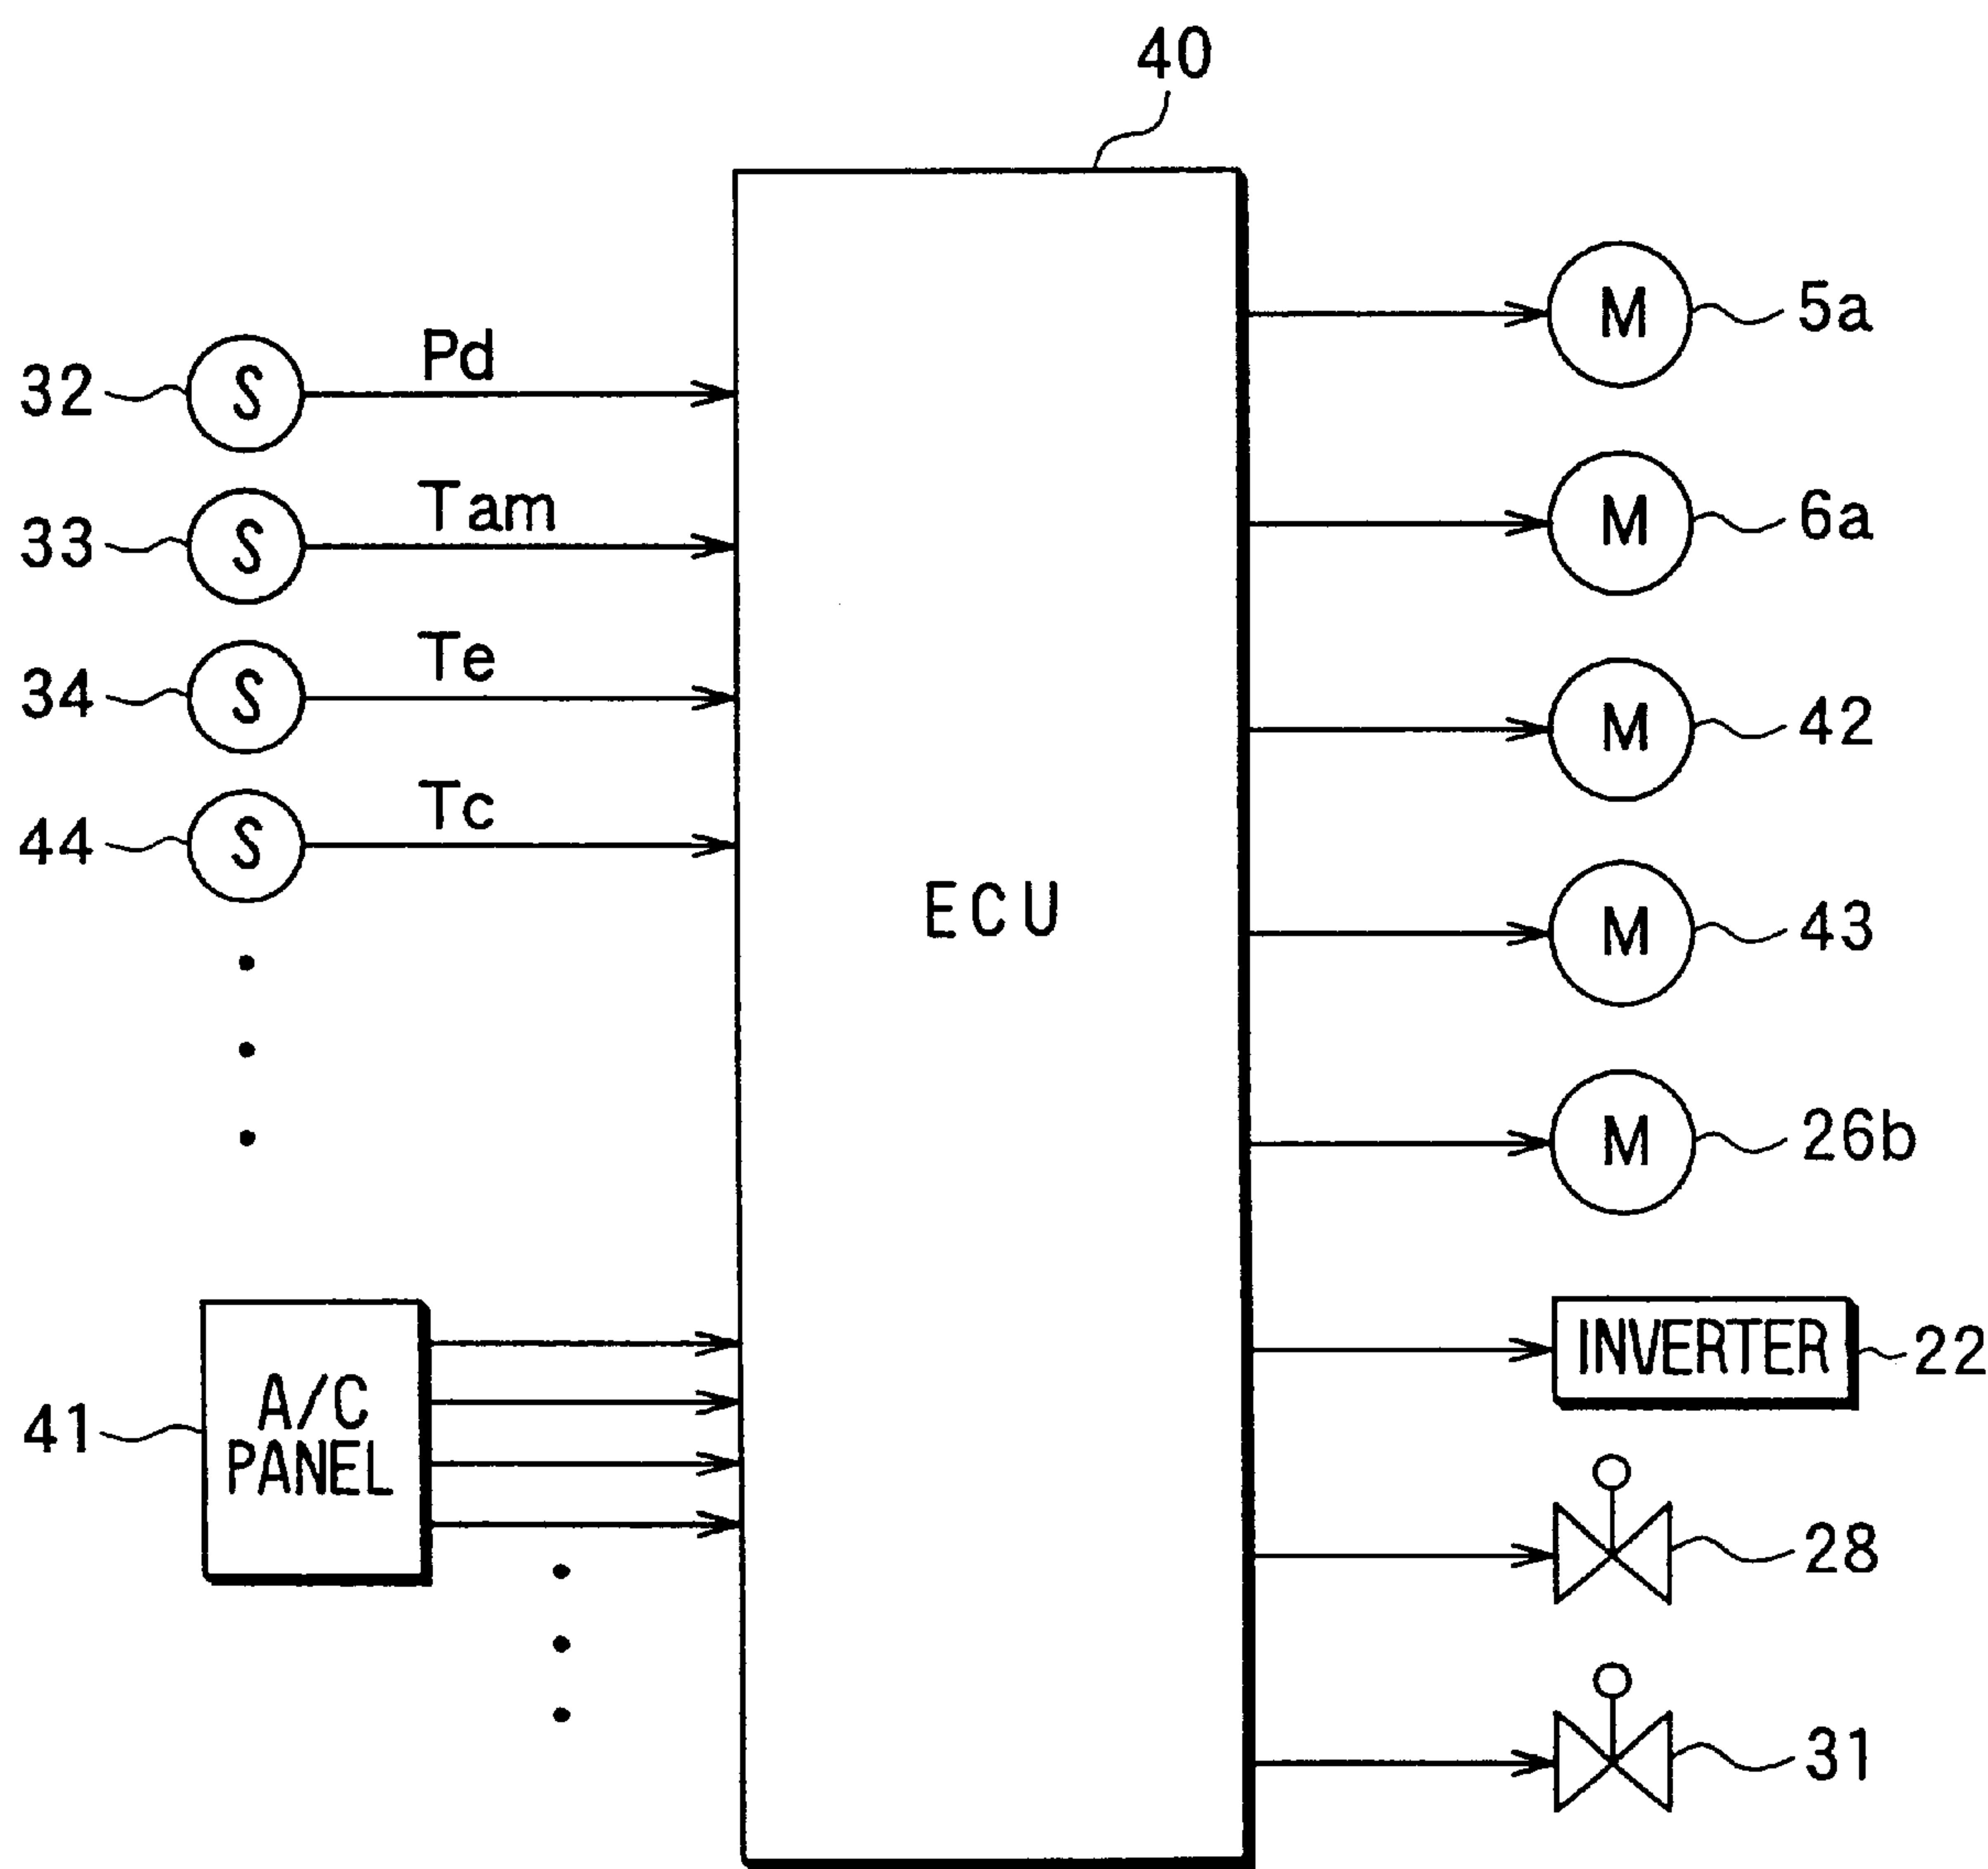 40
M 5a
32 S Pd
M 6a
33 S Tam
34 S Te
M 42
44 S Tc
ECU
M 43
M 26b
INVERTER 22
41 A/C
PANEL
28
31